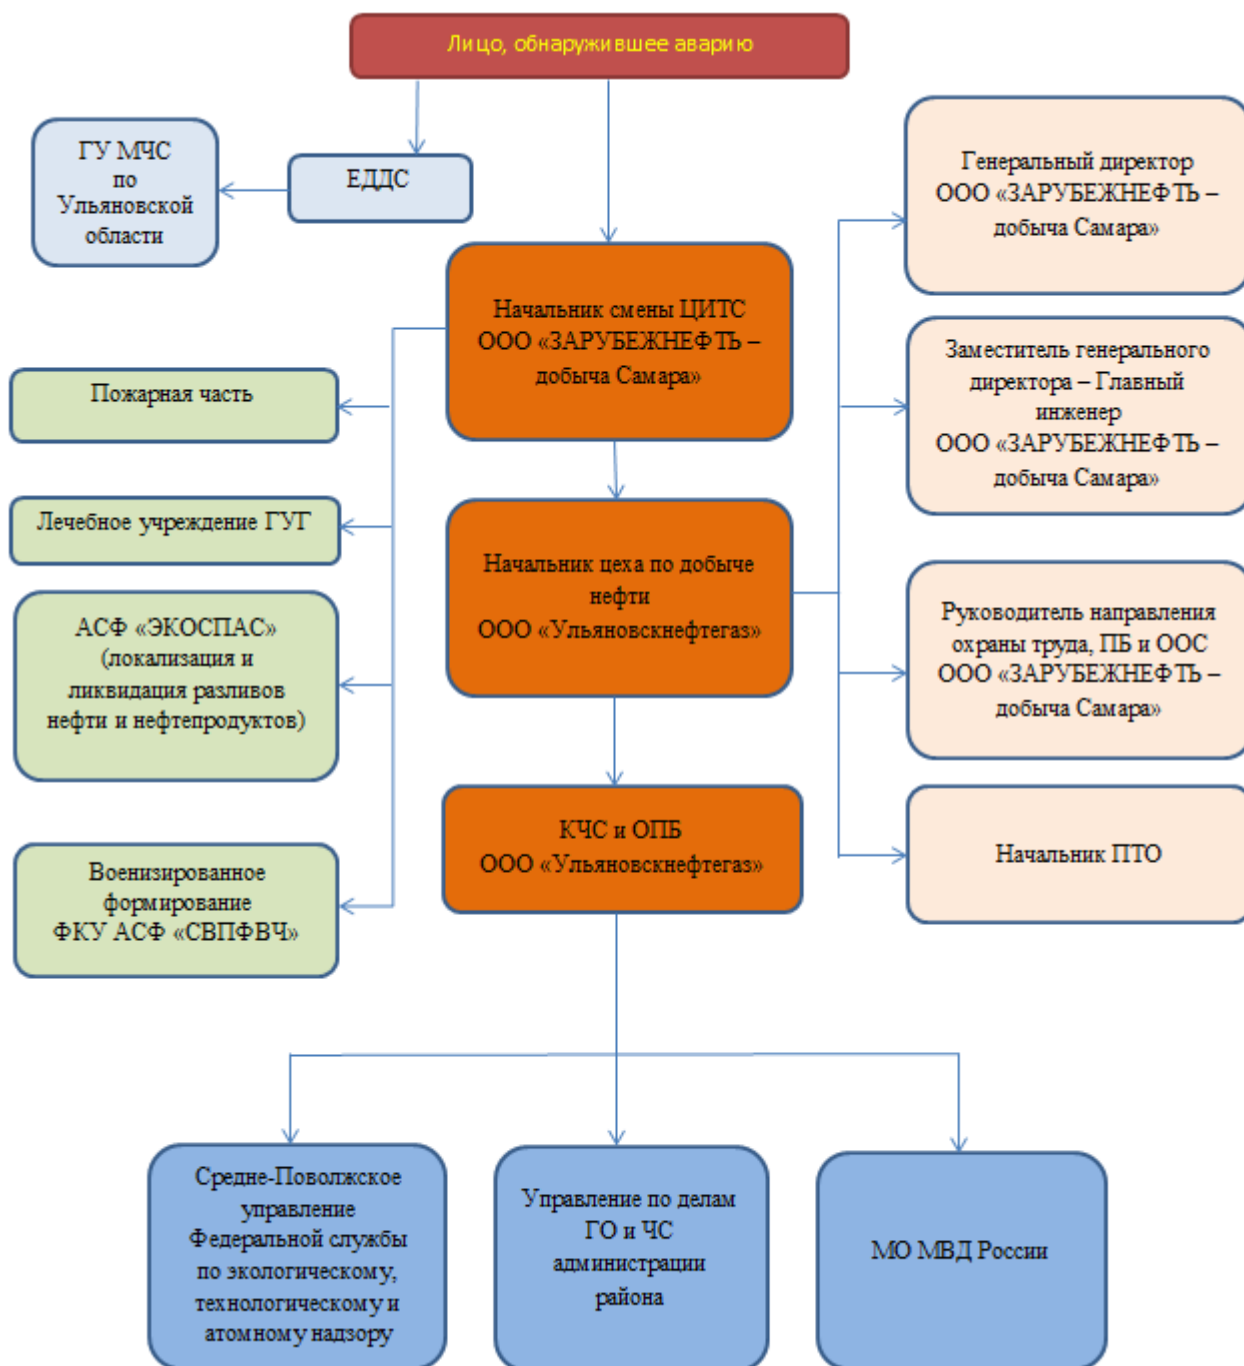 Лицо, обнаружившее аварию
ГУ МЧС
по
Ульяновской
области
ЕДДС
Генеральный директор
ООО «ЗАРУБЕЖНЕФТЬ –
добыча Самара»
Начальник смены ЦИТС
ООО «ЗАРУБЕЖНЕФТЬ –
добыча Самара»
Заместитель генерального
директора – Главный
инженер
ООО «ЗАРУБЕЖНЕФТЬ –
добыча Самара»
Пожарная часть
Лечебное учреждение ГУГ
Начальник цеха по добыче
нефти
ООО «Ульяновскнефтегаз»
АСФ «ЭКОСПАС»
(локализация и
ликвидация разливов
нефти и нефтепродуктов)
Руководитель направления
охраны труда, ПБ и ООС
ООО «ЗАРУБЕЖНЕФТЬ –
добыча Самара»
КЧС и ОПБ
ООО «Ульяновскнефтегаз»
Начальник ПТО
Военизированное
формирование
ФКУ АСФ «СВПФВЧ»
Средне-Поволжское
управление
Федеральной службы
по экологическому,
технологическому и
атомному надзору
Управление по делам
ГО и ЧС
администрации
района
МО МВД России